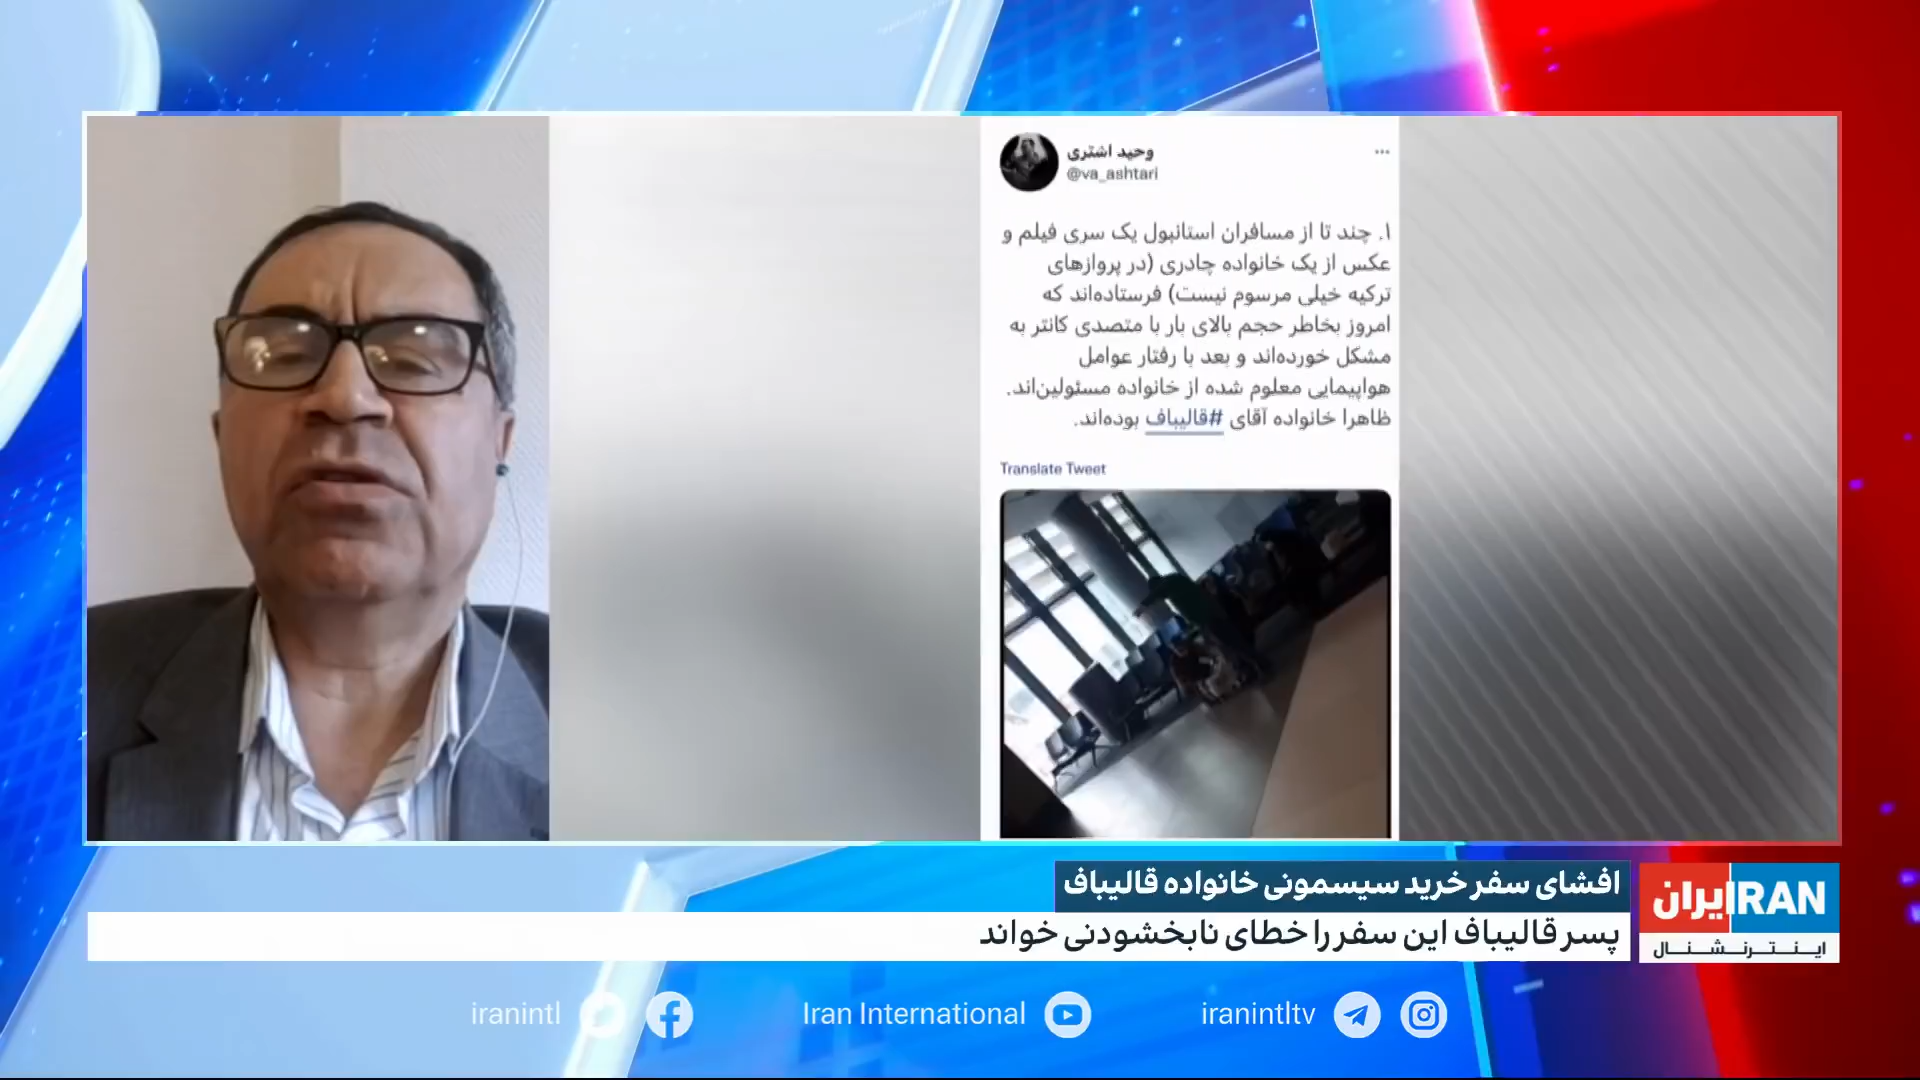 وحید اشتری
@va_ashtari
۱. چند تا از مسافران استانبول یک سری فیلم و
عکس از یک خانواده چادری (در پروازهای
ترکیه خیلی مرسوم نیست) فرستاده‌اند که
امروز بخاطر حجم بالای بار با متصدی کانتر به
مشکل خورده‌اند و بعد با رفتار عوامل
هواپیمایی معلوم شده از خانواده مسئولین‌اند.
ظاهرا خانواده آقای #قالیباف بوده‌اند.
Translate Tweet
افشای سفر خرید سیسمونی خانواده قالیباف
پسر قالیباف این سفر را خطای نابخشودنی خواند
ایران IRAN
اینترنشنال
iranintl
Iran International
iranintltv